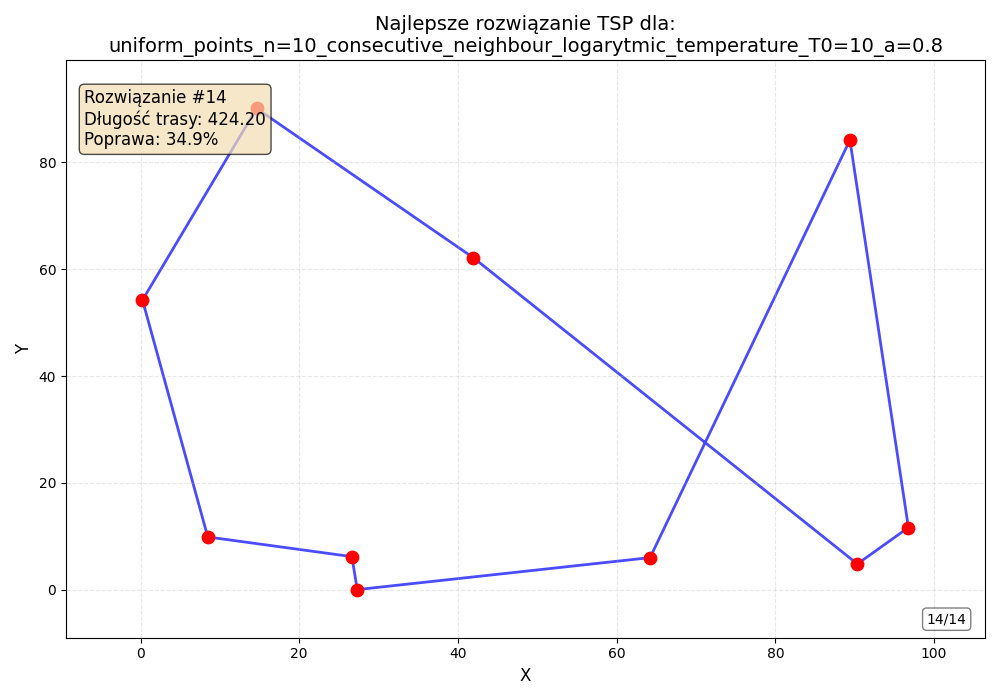 Najlepsze rozwiązanie TSP dla:
uniform_points_n=10_consecutive_neighbour_logarytmic_temperature_T0=10_a=0.8
Rozwiązanie #14
Długość trasy: 424.20
Poprawa: 34.9%
Y
80
60
40
20
0
14/14
0 20 40 60 80 100
X